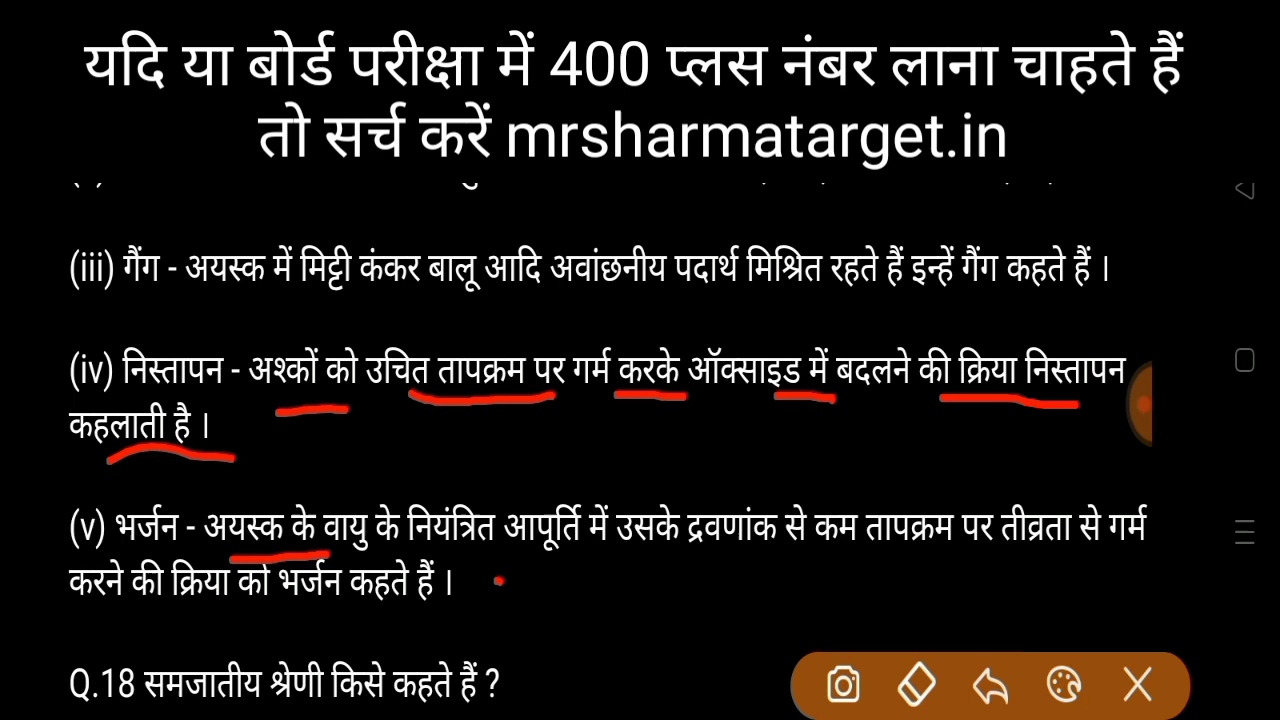 यदि या बोर्ड परीक्षा में 400 प्लस नंबर लाना चाहते हैं
तो सर्च करें mrsharmatarget.in
(iii) गैंग - अयस्क में मिट्टी कंकर बालू आदि अवांछनीय पदार्थ मिश्रित रहते हैं इन्हें गैंग कहते हैं ।
(iv) निस्तापन - अश्कों को उचित तापक्रम पर गर्म करके ऑक्साइड में बदलने की क्रिया निस्तापन
कहलाती है ।
(v) भर्जन - अयस्क के वायु के नियंत्रित आपूर्ति में उसके द्रवणांक से कम तापक्रम पर तीव्रता से गर्म
करने की क्रिया को भर्जन कहते हैं ।
Q.18 समजातीय श्रेणी किसे कहते हैं ?